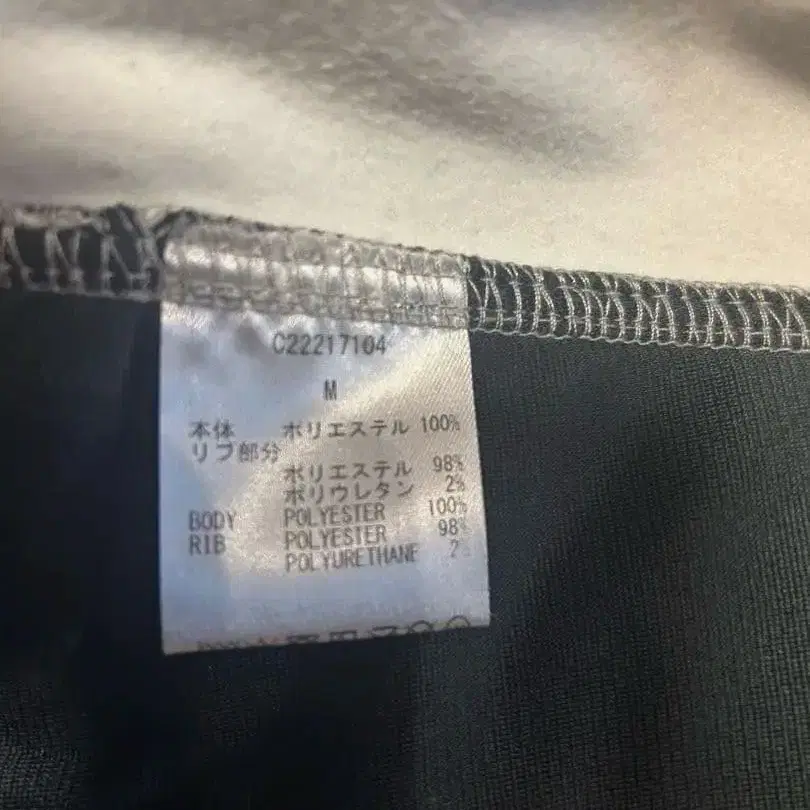 C22217104
M
本体 ポリエステル 100%
リブ部分
ポリエステル 98%
ポリウレタン 2%
BODY POLYESTER 100%
RIB POLYESTER 98%
POLYURETHANE 2%